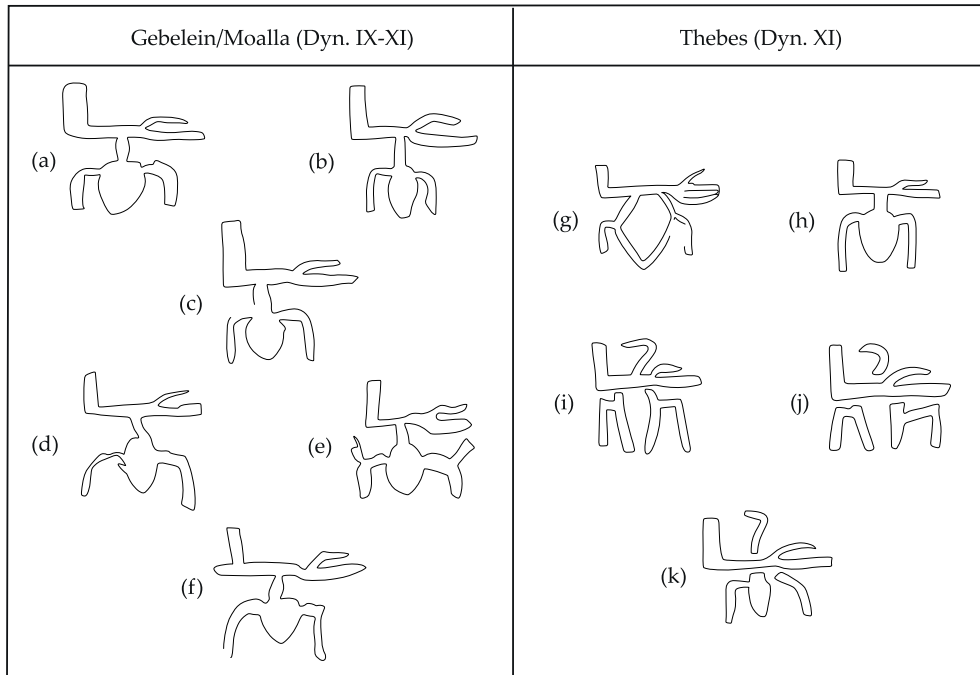 Gebelein/Moalla (Dyn. IX-XI)
Thebes (Dyn. XI)
(a)
(b)
(c)
(d)
(e)
(f)
(g)
(h)
(i)
(j)
(k)